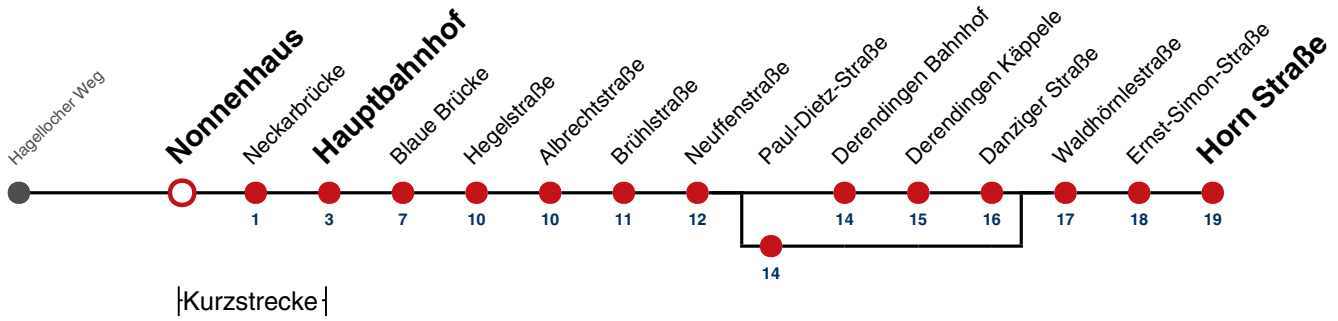 Hagellocher Weg
Nonnenhaus
Neckarbrücke
Hauptbahnhof
Blaue Brücke
Hegelstraße
Albrechtstraße
Brühlstraße
Neuffenstraße
Paul-Dietz-Straße
Derendingen Bahnhof
Derendingen Käppele
Danziger Straße
Waldhörnlestraße
Ernst-Simon-Straße
Horn Straße
1 3 7 10 10 11 12 14 15 16 17 18 19
14
Kurzstrecke